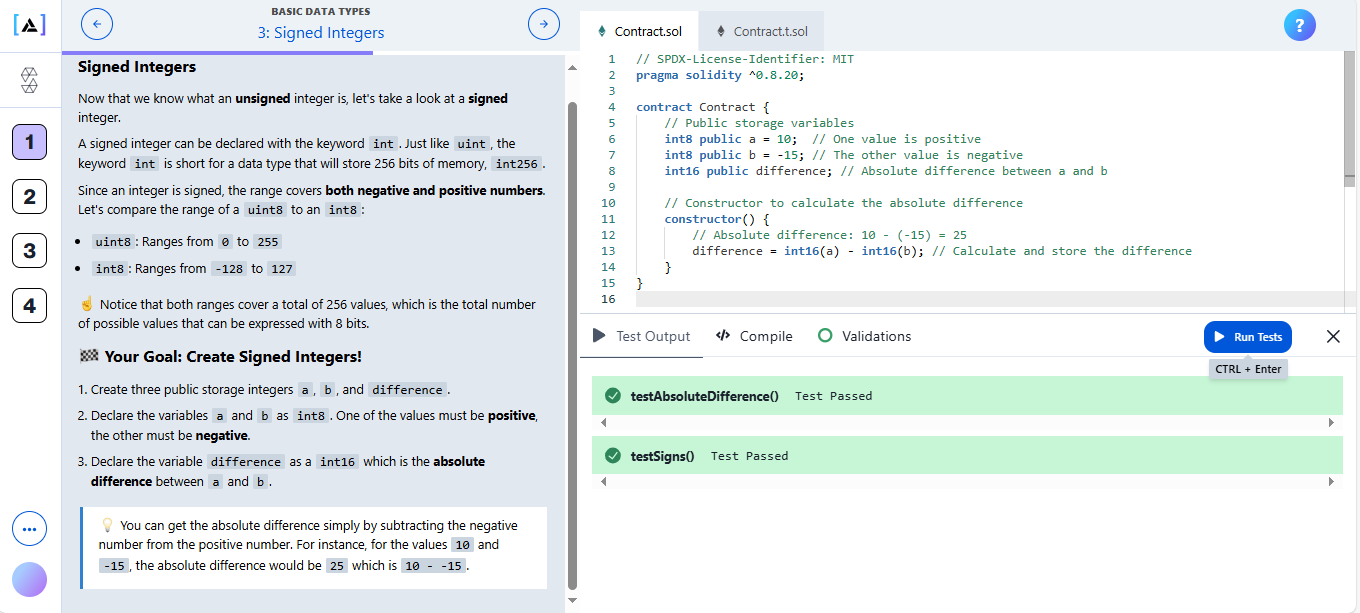 [A]
BASIC DATA TYPES
3: Signed Integers
1
2
3
4
Signed Integers
Now that we know what an unsigned integer is, let's take a look at a signed
integer.
A signed integer can be declared with the keyword int. Just like uint, the
keyword int is short for a data type that will store 256 bits of memory, int256.
Since an integer is signed, the range covers both negative and positive numbers.
Let's compare the range of a uint8 to an int8:
• uint8: Ranges from 0 to 255
• int8: Ranges from -128 to 127
☝️ Notice that both ranges cover a total of 256 values, which is the total number
of possible values that can be expressed with 8 bits.
🏁 Your Goal: Create Signed Integers!
1. Create three public storage integers a, b, and difference.
2. Declare the variables a and b as int8. One of the values must be positive,
the other must be negative.
3. Declare the variable difference as a int16 which is the absolute
difference between a and b.
💡 You can get the absolute difference simply by subtracting the negative
number from the positive number. For instance, for the values 10 and
-15, the absolute difference would be 25 which is 10 - -15.
Contract.sol
Contract.t.sol
?
1 // SPDX-License-Identifier: MIT
2 pragma solidity ^0.8.20;
3
4 contract Contract {
5 // Public storage variables
6 int8 public a = 10; // One value is positive
7 int8 public b = -15; // The other value is negative
8 int16 public difference; // Absolute difference between a and b
9
10 // Constructor to calculate the absolute difference
11 constructor() {
12 // Absolute difference: 10 - (-15) = 25
13 difference = int16(a) - int16(b); // Calculate and store the difference
14 }
15 }
16
Test Output
Compile
Validations
Run Tests
CTRL + Enter
testAbsoluteDifference() Test Passed
testSigns() Test Passed